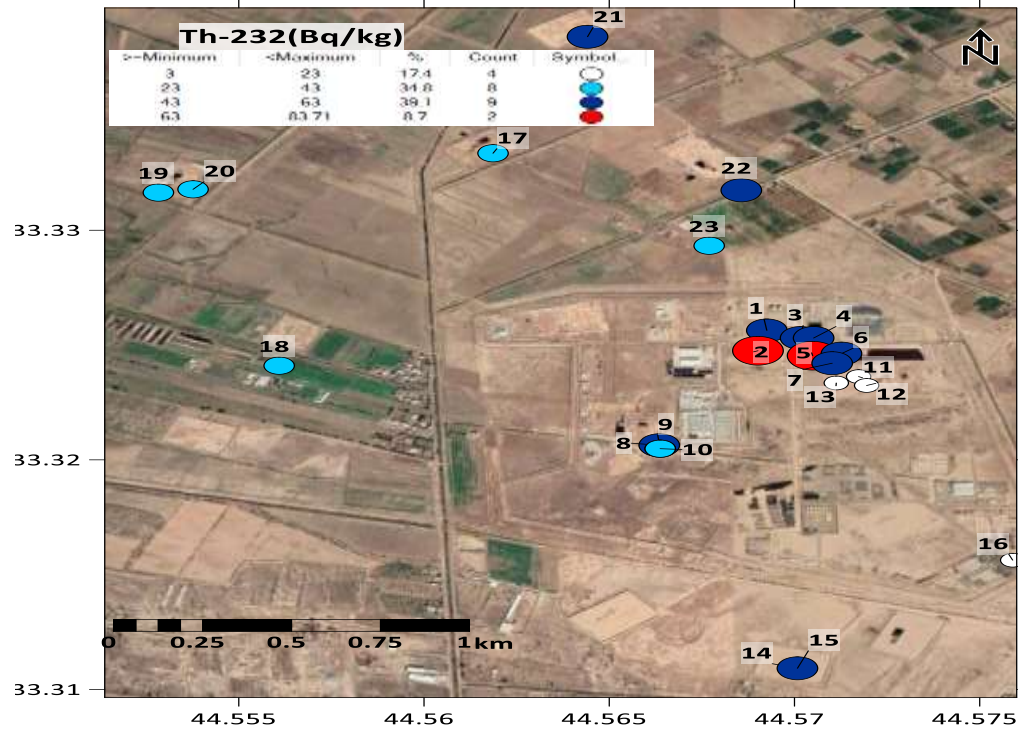 21
Th-232(Bq/kg)
>=Minimum <Maximum % Count Symbol
3 23 17.4 4
23 43 34.8 8
43 63 39.1 9
63 83.71 8.7 2
N
17
19 20 22
33.33
23
1 3 4
2 5 6
18
7 11
13 12
9
8 10
33.32
16
15
14
0 0.25 0.5 0.75 1km
33.31
44.555 44.56 44.565 44.57 44.575